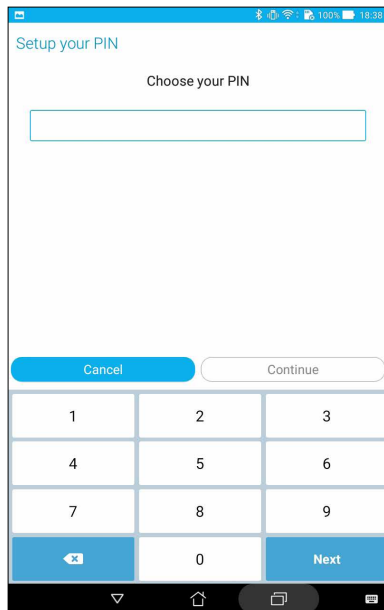 100% 18:38
Setup your PIN
Choose your PIN
Cancel Continue
1 2 3
4 5 6
7 8 9
0 Next